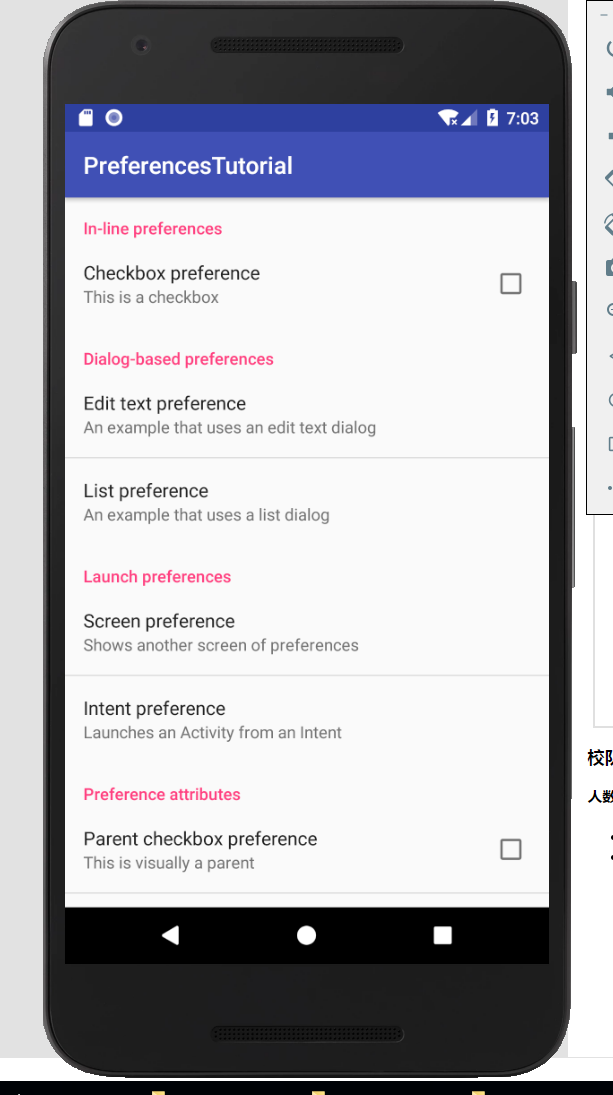 7:03
PreferencesTutorial
In-line preferences
Checkbox preference
This is a checkbox
Dialog-based preferences
Edit text preference
An example that uses an edit text dialog
List preference
An example that uses a list dialog
Launch preferences
Screen preference
Shows another screen of preferences
Intent preference
Launches an Activity from an Intent
Preference attributes
Parent checkbox preference
This is visually a parent
校
人数